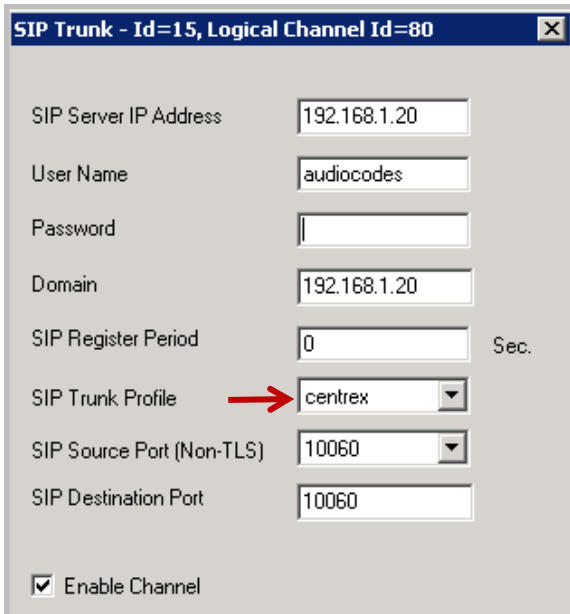 SIP Trunk - Id=15, Logical Channel Id=80
SIP Server IP Address 192.168.1.20
User Name audiocodes
Password
Domain 192.168.1.20
SIP Register Period 0 Sec.
SIP Trunk Profile centrex
SIP Source Port (Non-TLS) 10060
SIP Destination Port 10060
Enable Channel